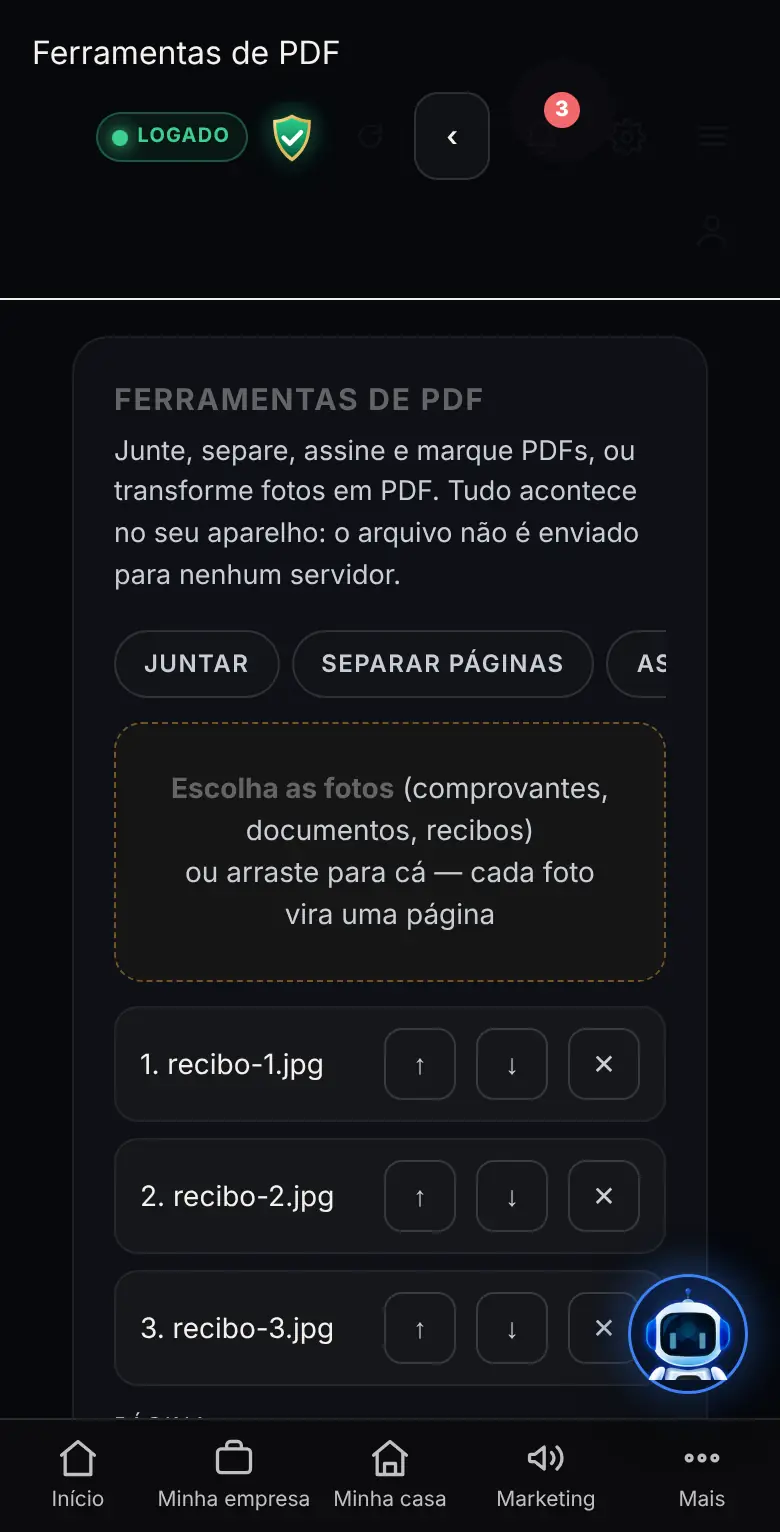 Ferramentas de PDF
LOGADO
‹
3
FERRAMENTAS DE PDF
Junte, separe, assine e marque PDFs, ou
transforme fotos em PDF. Tudo acontece
no seu aparelho: o arquivo não é enviado
para nenhum servidor.
JUNTAR
SEPARAR PÁGINAS
AS
Escolha as fotos (comprovantes,
documentos, recibos)
ou arraste para cá — cada foto
vira uma página
1. recibo-1.jpg ↑ ↓ ✕
2. recibo-2.jpg ↑ ↓ ✕
3. recibo-3.jpg ↑ ↓ ✕
Início
Minha empresa
Minha casa
Marketing
Mais